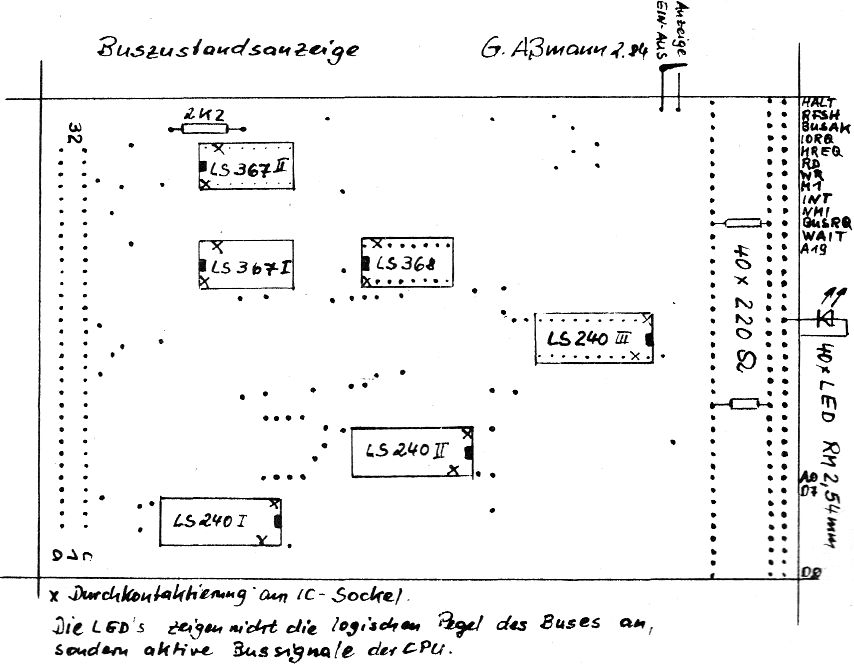 Buszustandsanzeige G. Aßmann 2.84
Anzeige
EIN-AUS
32
2K2
LS 367 II
LS 367 I
LS 368
LS 240 III
LS 240 II
LS 240 I
40 x 220 Ω
HALT
RFSH
BUSAK
IORQ
MREQ
RD
WR
M1
INT
NMI
BUSRQ
WAIT
A19
40 x LED RM 2,54mm
A0
D7
D0
x Durchkontaktierung am IC-Sockel.
Die LED's zeigen nicht die logischen Pegel des Buses an,
sondern aktive Bussignale der CPU.